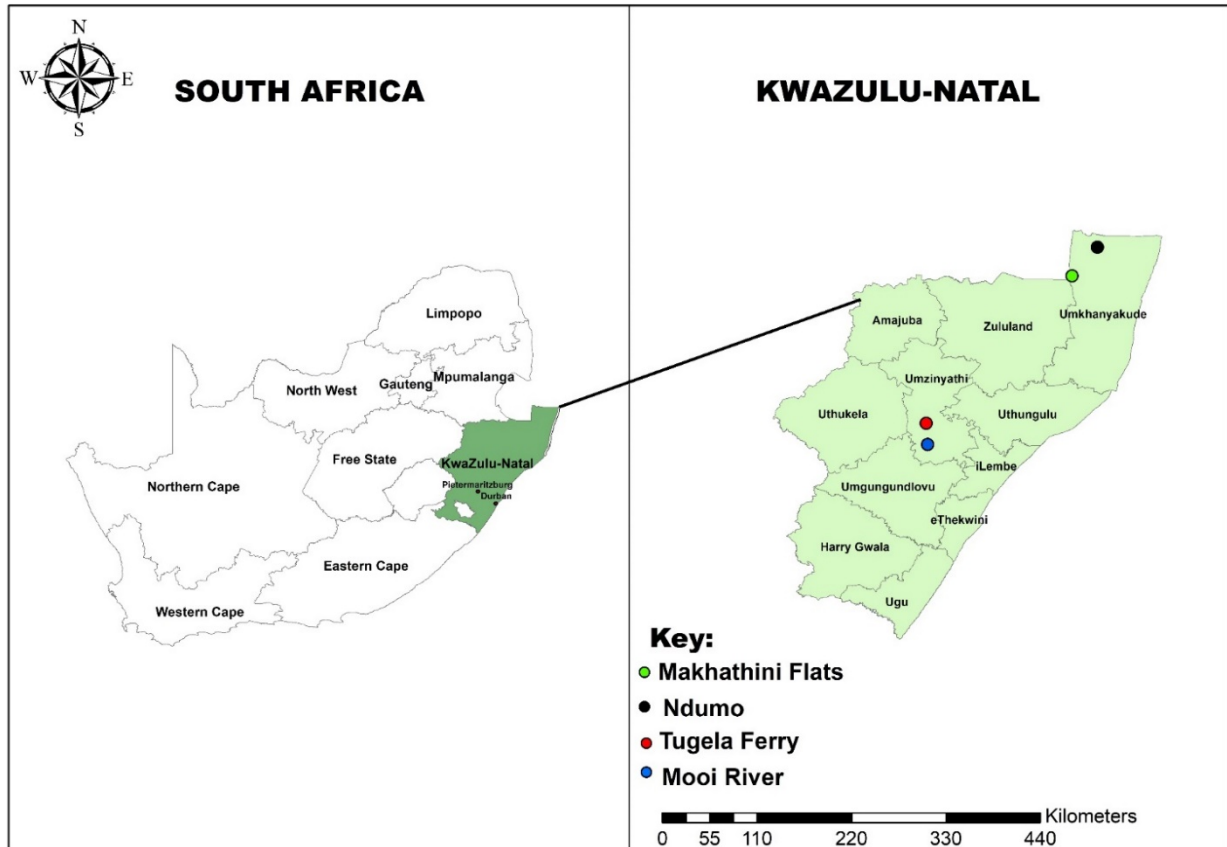 N
W
E
S
SOUTH AFRICA
Limpopo
North West
Gauteng
Mpumalanga
Free State
KwaZulu-Natal
Pietermaritzburg
Durban
Northern Cape
Eastern Cape
Western Cape
KWAZULU-NATAL
Amajuba
Zululand
Umkhanyakude
Umzinyathi
Uthukela
Uthungulu
iLembe
Umgungundlovu
eThekwini
Harry Gwala
Ugu
Key:
Makhathini Flats
Ndumo
Tugela Ferry
Mooi River
Kilometers
0 55 110 220 330 440